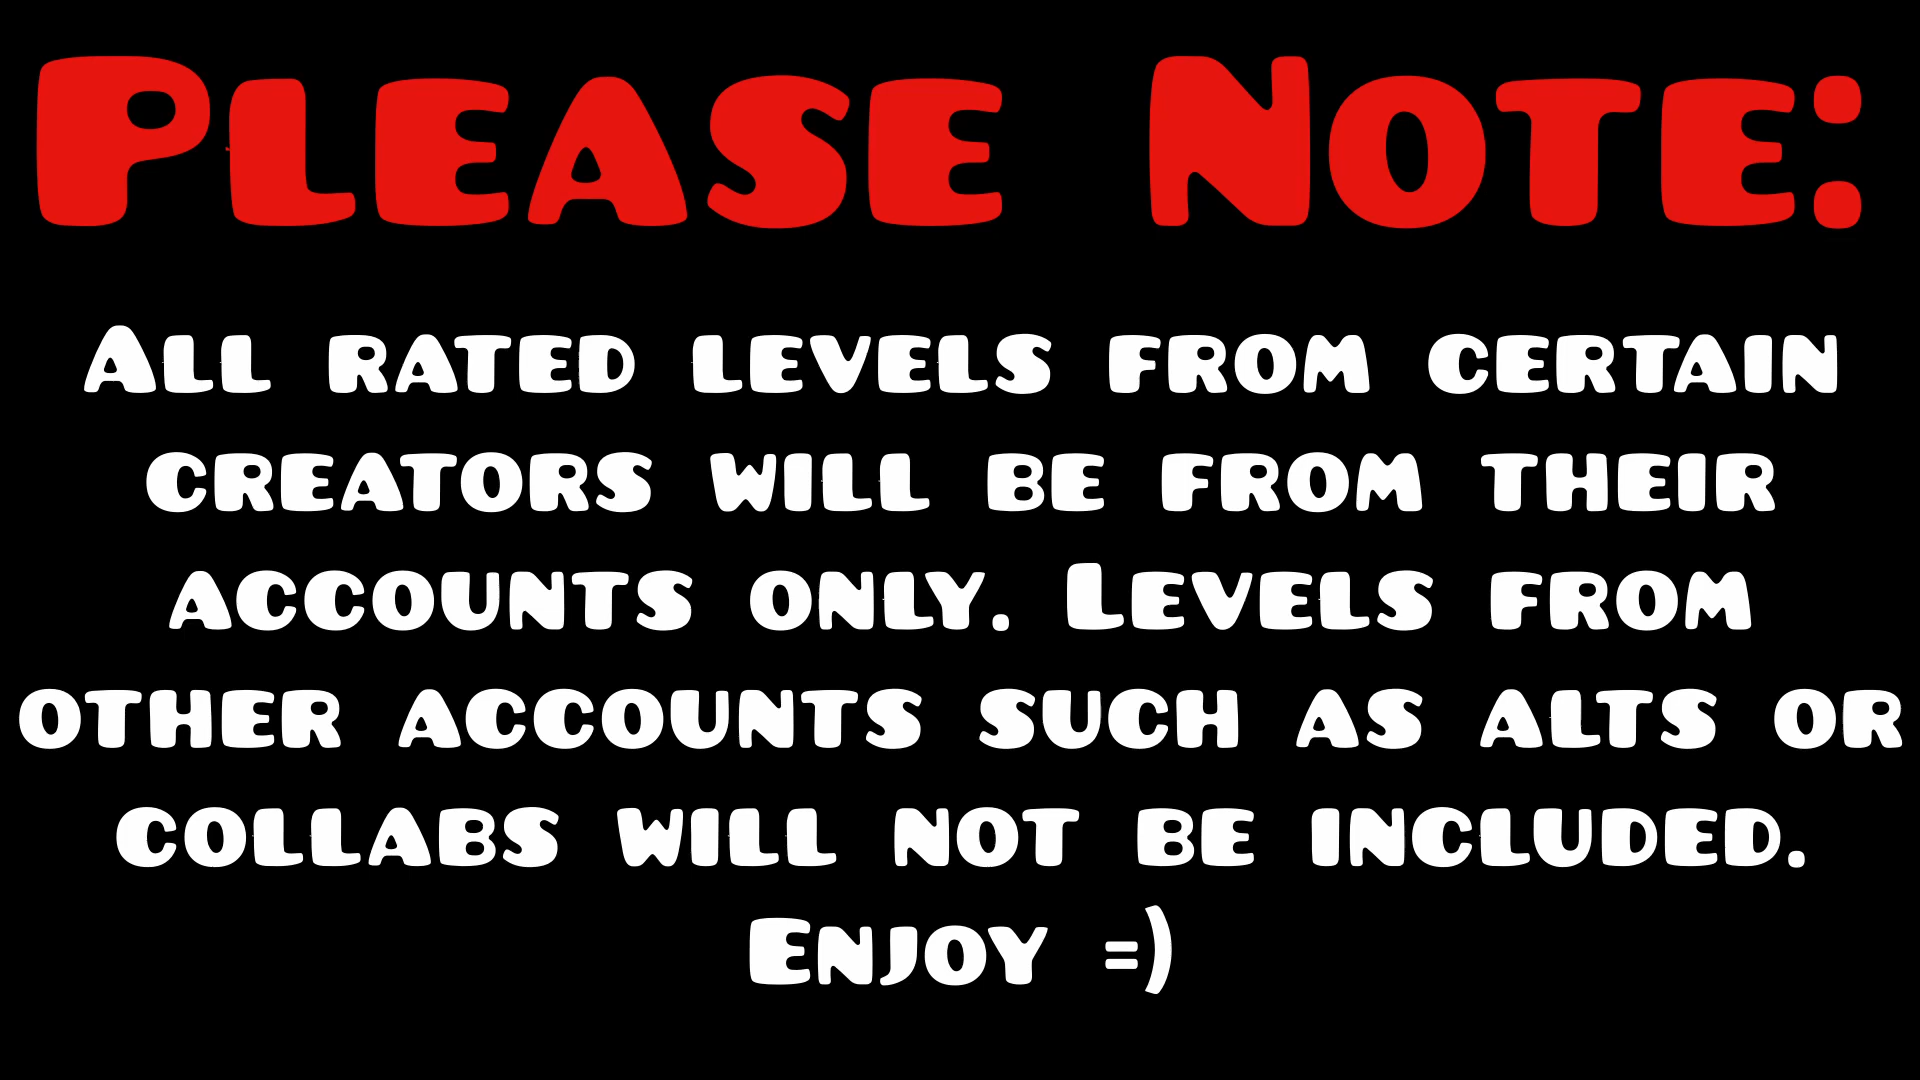 Please Note:
All rated levels from certain
creators will be from their
accounts only. Levels from
other accounts such as alts or
collabs will not be included.
Enjoy =)